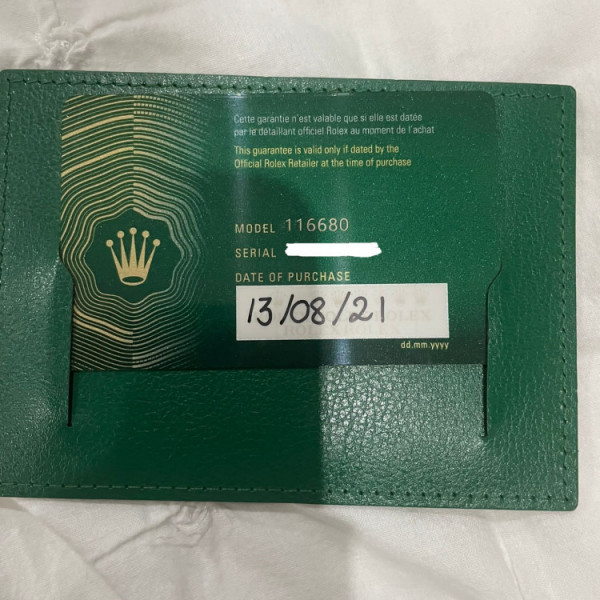 Cette garantie n'est valable que si elle est datée
par le détaillant officiel Rolex au moment de l'achat
This guarantee is valid only if dated by the
Official Rolex Retailer at the time of purchase
MODEL 116680
SERIAL
DATE OF PURCHASE
13/08/21
dd.mm.yyyy